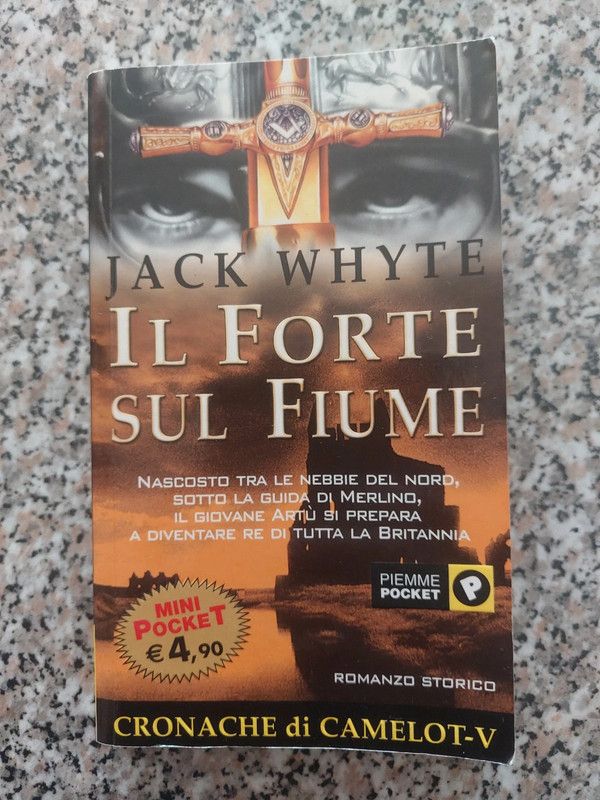 JACK WHYTE
IL FORTE
SUL FIUME
NASCOSTO TRA LE NEBBIE DEL NORD,
SOTTO LA GUIDA DI MERLINO,
IL GIOVANE ARTÙ SI PREPARA
A DIVENTARE RE DI TUTTA LA BRITANNIA
PIEMME
POCKET
P
MINI
POCKET
€ 4,90
ROMANZO STORICO
CRONACHE di CAMELOT-V